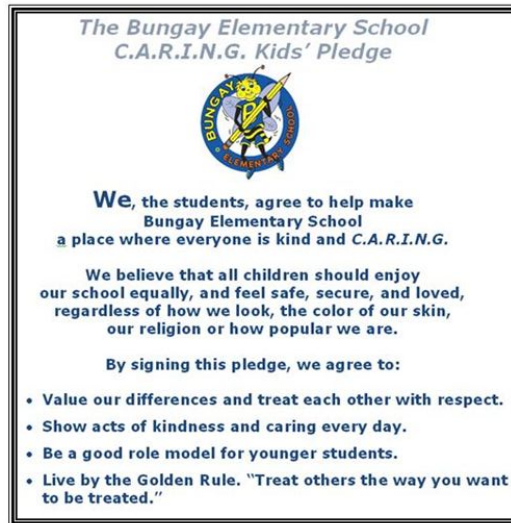 The Bungay Elementary School
C.A.R.I.N.G. Kids' Pledge
BUNGAY
ELEMENTARY SCHOOL
B
We, the students, agree to help make
Bungay Elementary School
a place where everyone is kind and C.A.R.I.N.G.
We believe that all children should enjoy
our school equally, and feel safe, secure, and loved,
regardless of how we look, the color of our skin,
our religion or how popular we are.
By signing this pledge, we agree to:
• Value our differences and treat each other with respect.
• Show acts of kindness and caring every day.
• Be a good role model for younger students.
• Live by the Golden Rule. “Treat others the way you want
to be treated.”